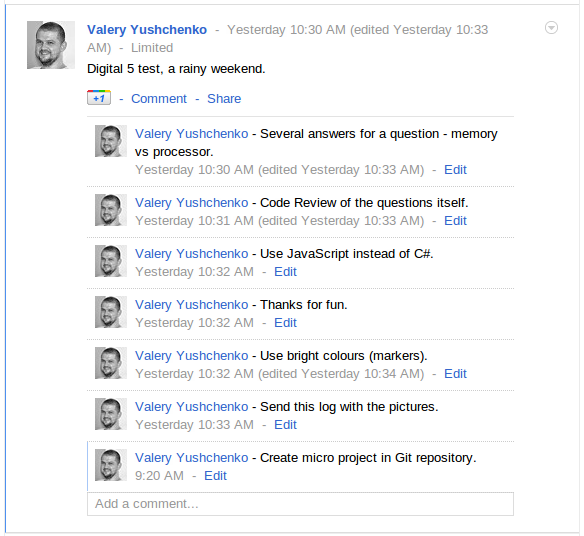 Valery Yushchenko - Yesterday 10:30 AM (edited Yesterday 10:33
AM) - Limited
Digital 5 test, a rainy weekend.
+1 - Comment - Share
Valery Yushchenko - Several answers for a question - memory
vs processor.
Yesterday 10:30 AM (edited Yesterday 10:33 AM) - Edit
Valery Yushchenko - Code Review of the questions itself.
Yesterday 10:31 AM (edited Yesterday 10:33 AM) - Edit
Valery Yushchenko - Use JavaScript instead of C#.
Yesterday 10:32 AM - Edit
Valery Yushchenko - Thanks for fun.
Yesterday 10:32 AM - Edit
Valery Yushchenko - Use bright colours (markers).
Yesterday 10:32 AM (edited Yesterday 10:34 AM) - Edit
Valery Yushchenko - Send this log with the pictures.
Yesterday 10:33 AM - Edit
Valery Yushchenko - Create micro project in Git repository.
9:20 AM - Edit
Add a comment...